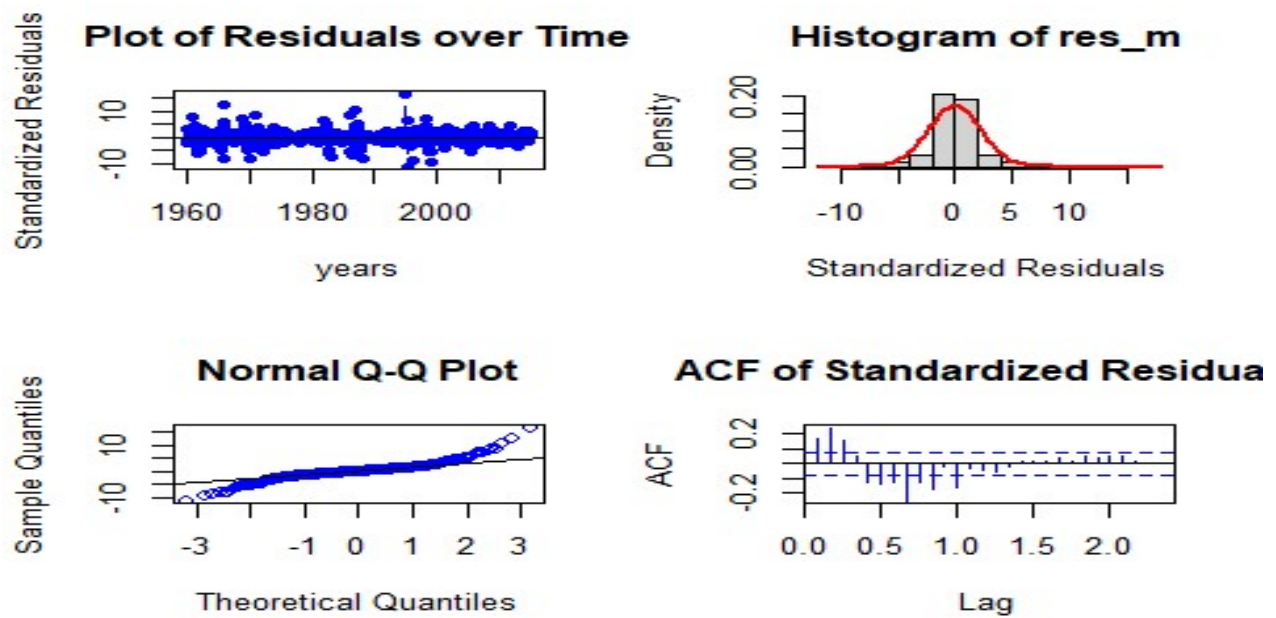 Plot of Residuals over Time
Standardized Residuals
10
-10
1960 1980 2000
years
Histogram of res_m
Density
0.20
0.00
-10 0 5 10
Standardized Residuals
Normal Q-Q Plot
Sample Quantiles
10
-10
-3 -1 0 1 2 3
Theoretical Quantiles
ACF of Standardized Residua
ACF
0.2
-0.2
0.0 0.5 1.0 1.5 2.0
Lag